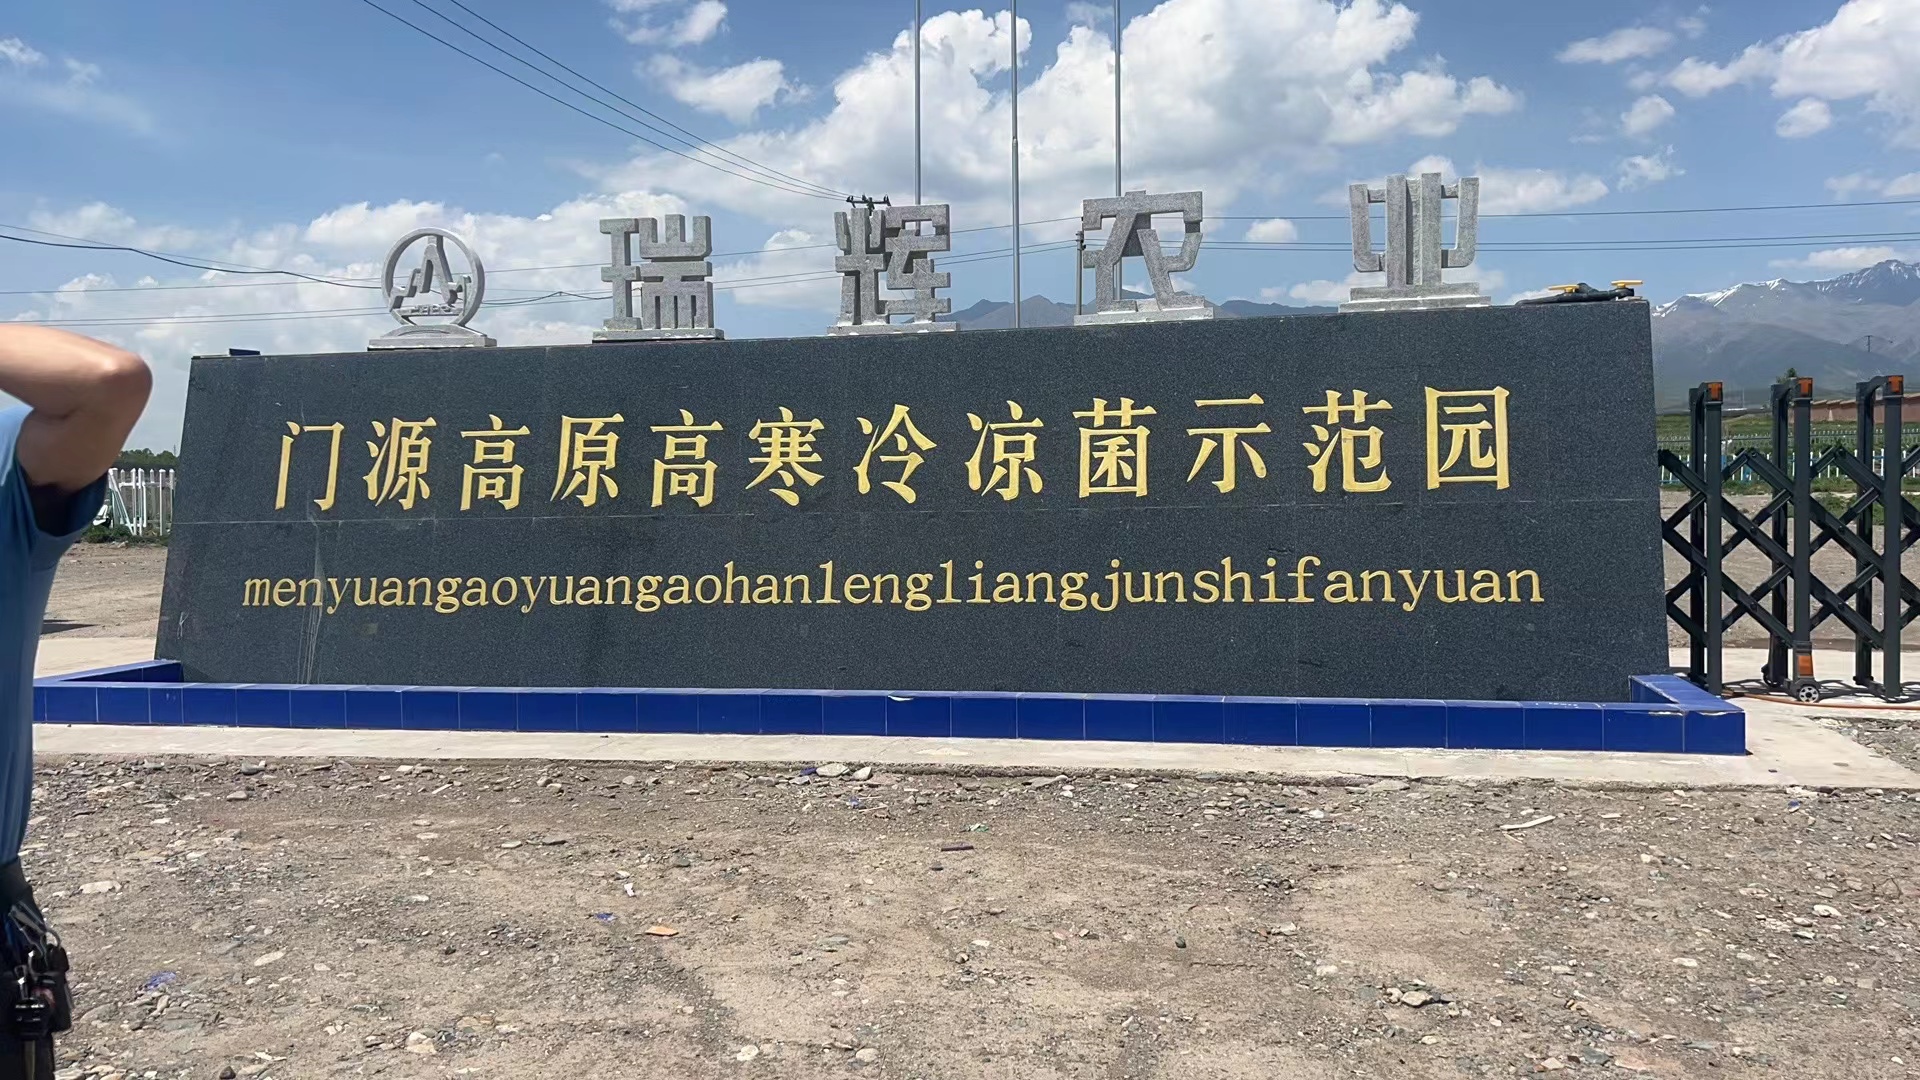 瑞辉农业
门源高原高寒冷凉菌示范园
menyuangaoyuangaohanlengliangjunshifanyuan